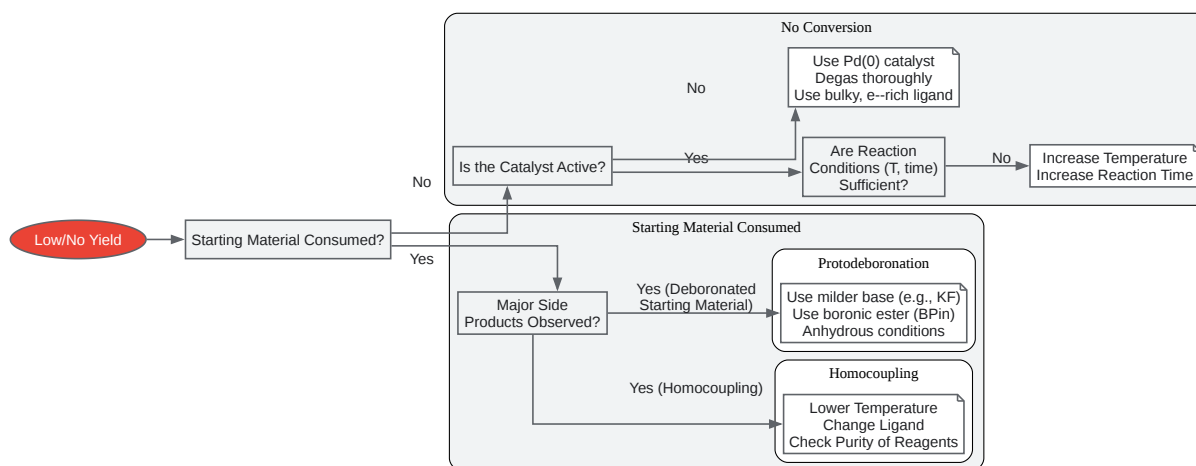 No Conversion
Use Pd(0) catalyst
Degas thoroughly
Use bulky, e--rich ligand
No
Is the Catalyst Active?
Yes
Are Reaction
Conditions (T, time)
Sufficient?
No
Increase Temperature
Increase Reaction Time
Low/No Yield
Starting Material Consumed?
No
Yes
Starting Material Consumed
Major Side
Products Observed?
Yes (Deboronated
Starting Material)
Protodeboronation
Use milder base (e.g., KF)
Use boronic ester (BPin)
Anhydrous conditions
Yes (Homocoupling)
Homocoupling
Lower Temperature
Change Ligand
Check Purity of Reagents